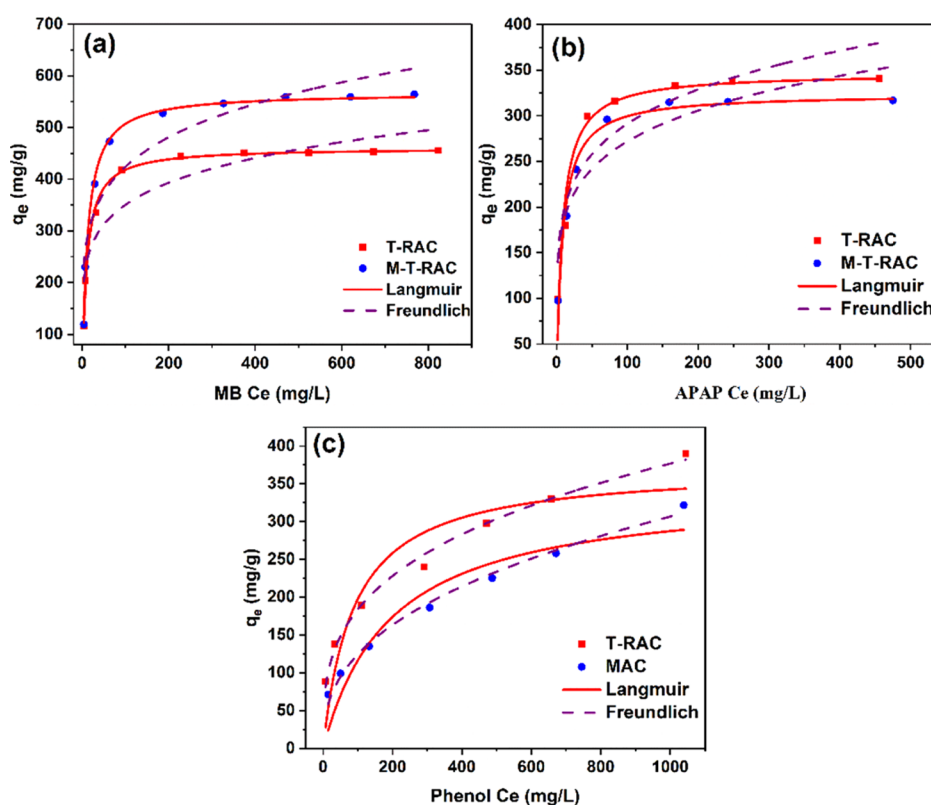 (a)
700
600
500
400
300
200
100
qe (mg/g)
T-RAC
M-T-RAC
Langmuir
Freundlich
0 200 400 600 800
MB Ce (mg/L)
(b)
400
350
300
250
200
150
100
50
qe (mg/g)
T-RAC
M-T-RAC
Langmuir
Freundlich
0 100 200 300 400 500
APAP Ce (mg/L)
(c)
400
350
300
250
200
150
100
50
0
qe (mg/g)
T-RAC
MAC
Langmuir
Freundlich
0 200 400 600 800 1000
Phenol Ce (mg/L)